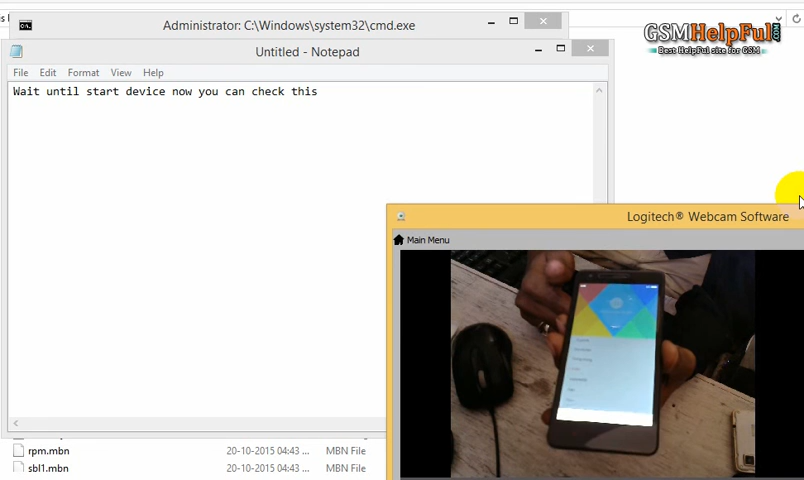 Administrator: C:\Windows\system32\cmd.exe
GSMHelpFul.COM
Best HelpFul site for GSM
Untitled - Notepad
File Edit Format View Help
Wait until start device now you can check this
Logitech® Webcam Software
Main Menu
rpm.mbn 20-10-2015 04:43 ... MBN File
sbl1.mbn 20-10-2015 04:43 ... MBN File